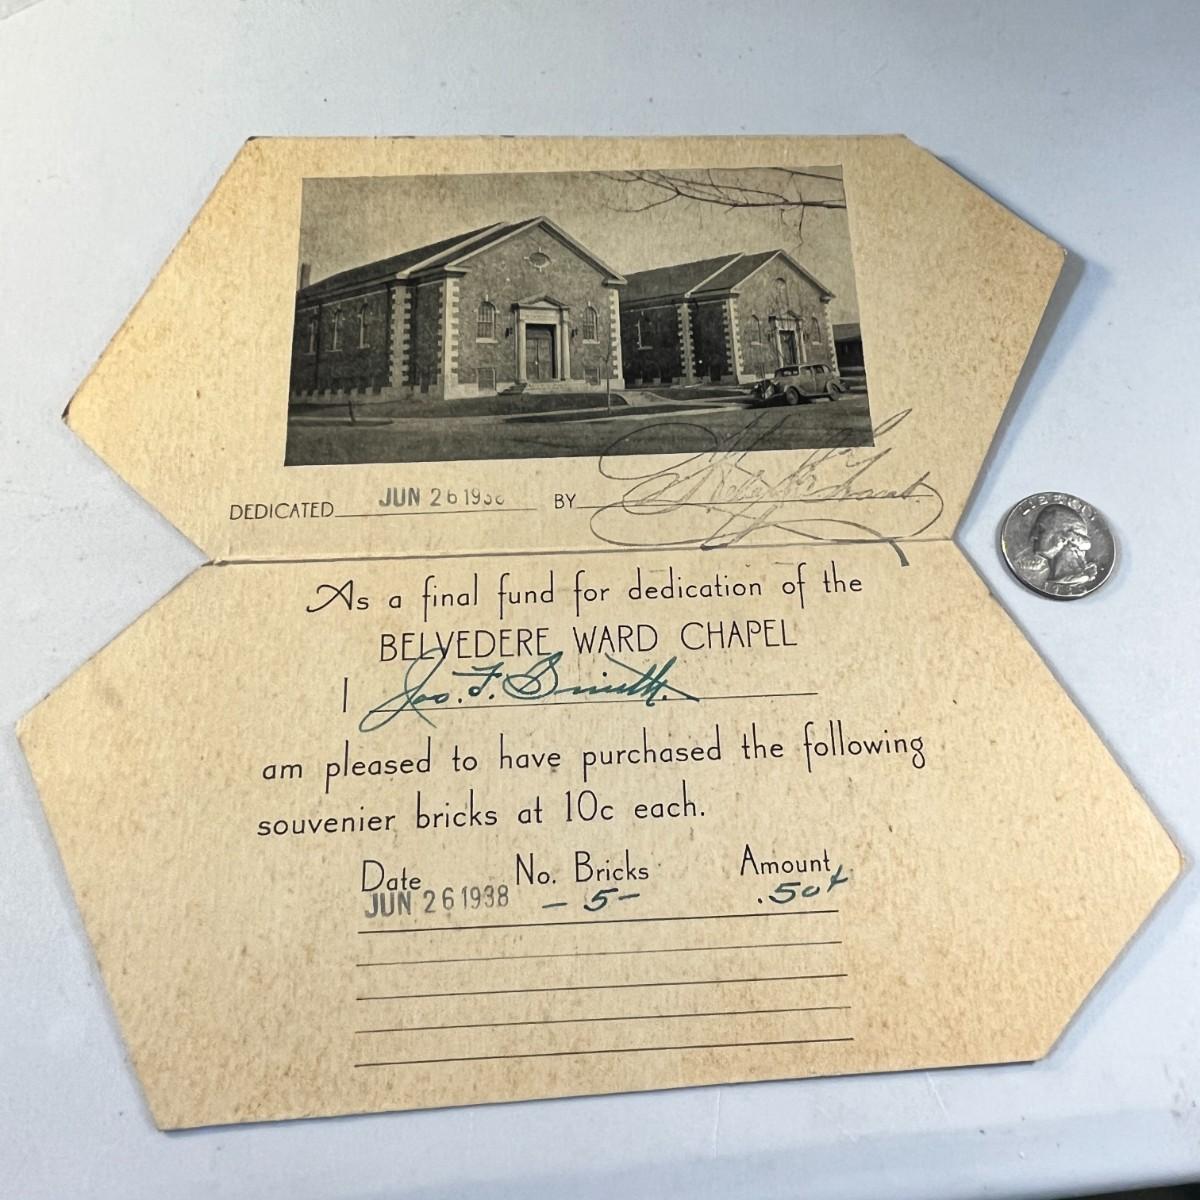 DEDICATED JUN 26 1938 BY
As a final fund for dedication of the
BELVEDERE WARD CHAPEL
I Jos. F. Smith.
am pleased to have purchased the following
souvenier bricks at 10c each.
Date No. Bricks Amount
JUN 26 1938 - 5 - .50¢
LIBERTY